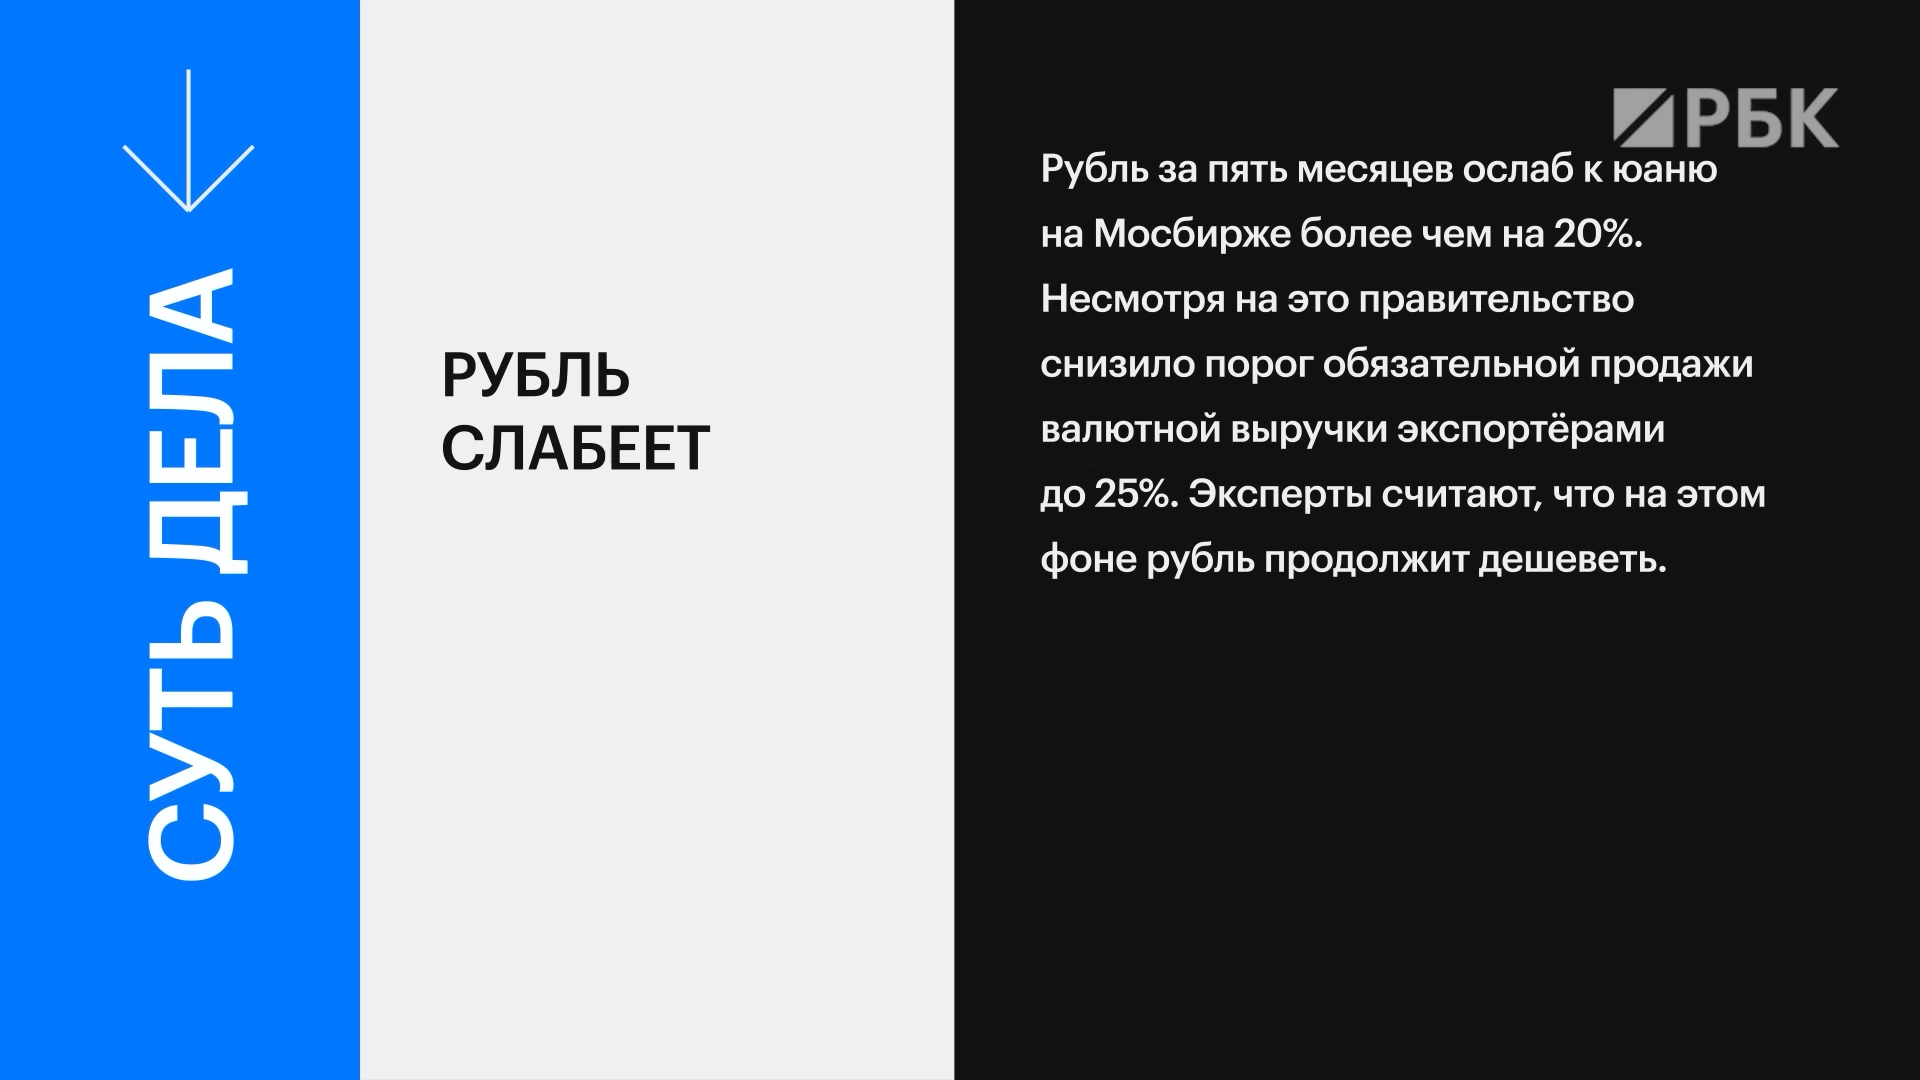 СУТЬ ДЕЛА
РУБЛЬ
СЛАБЕЕТ
РБК
Рубль за пять месяцев ослаб к юаню
на Мосбирже более чем на 20%.
Несмотря на это правительство
снизило порог обязательной продажи
валютной выручки экспортёрами
до 25%. Эксперты считают, что на этом
фоне рубль продолжит дешеветь.